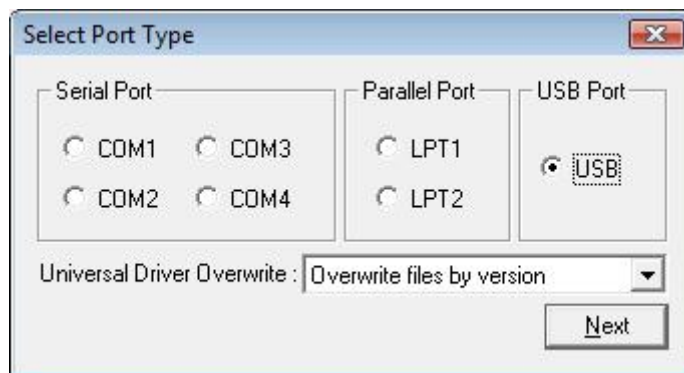 Select Port Type
Serial Port
COM1 COM3
COM2 COM4
Parallel Port
LPT1
LPT2
USB Port
USB
Universal Driver Overwrite : Overwrite files by version
Next